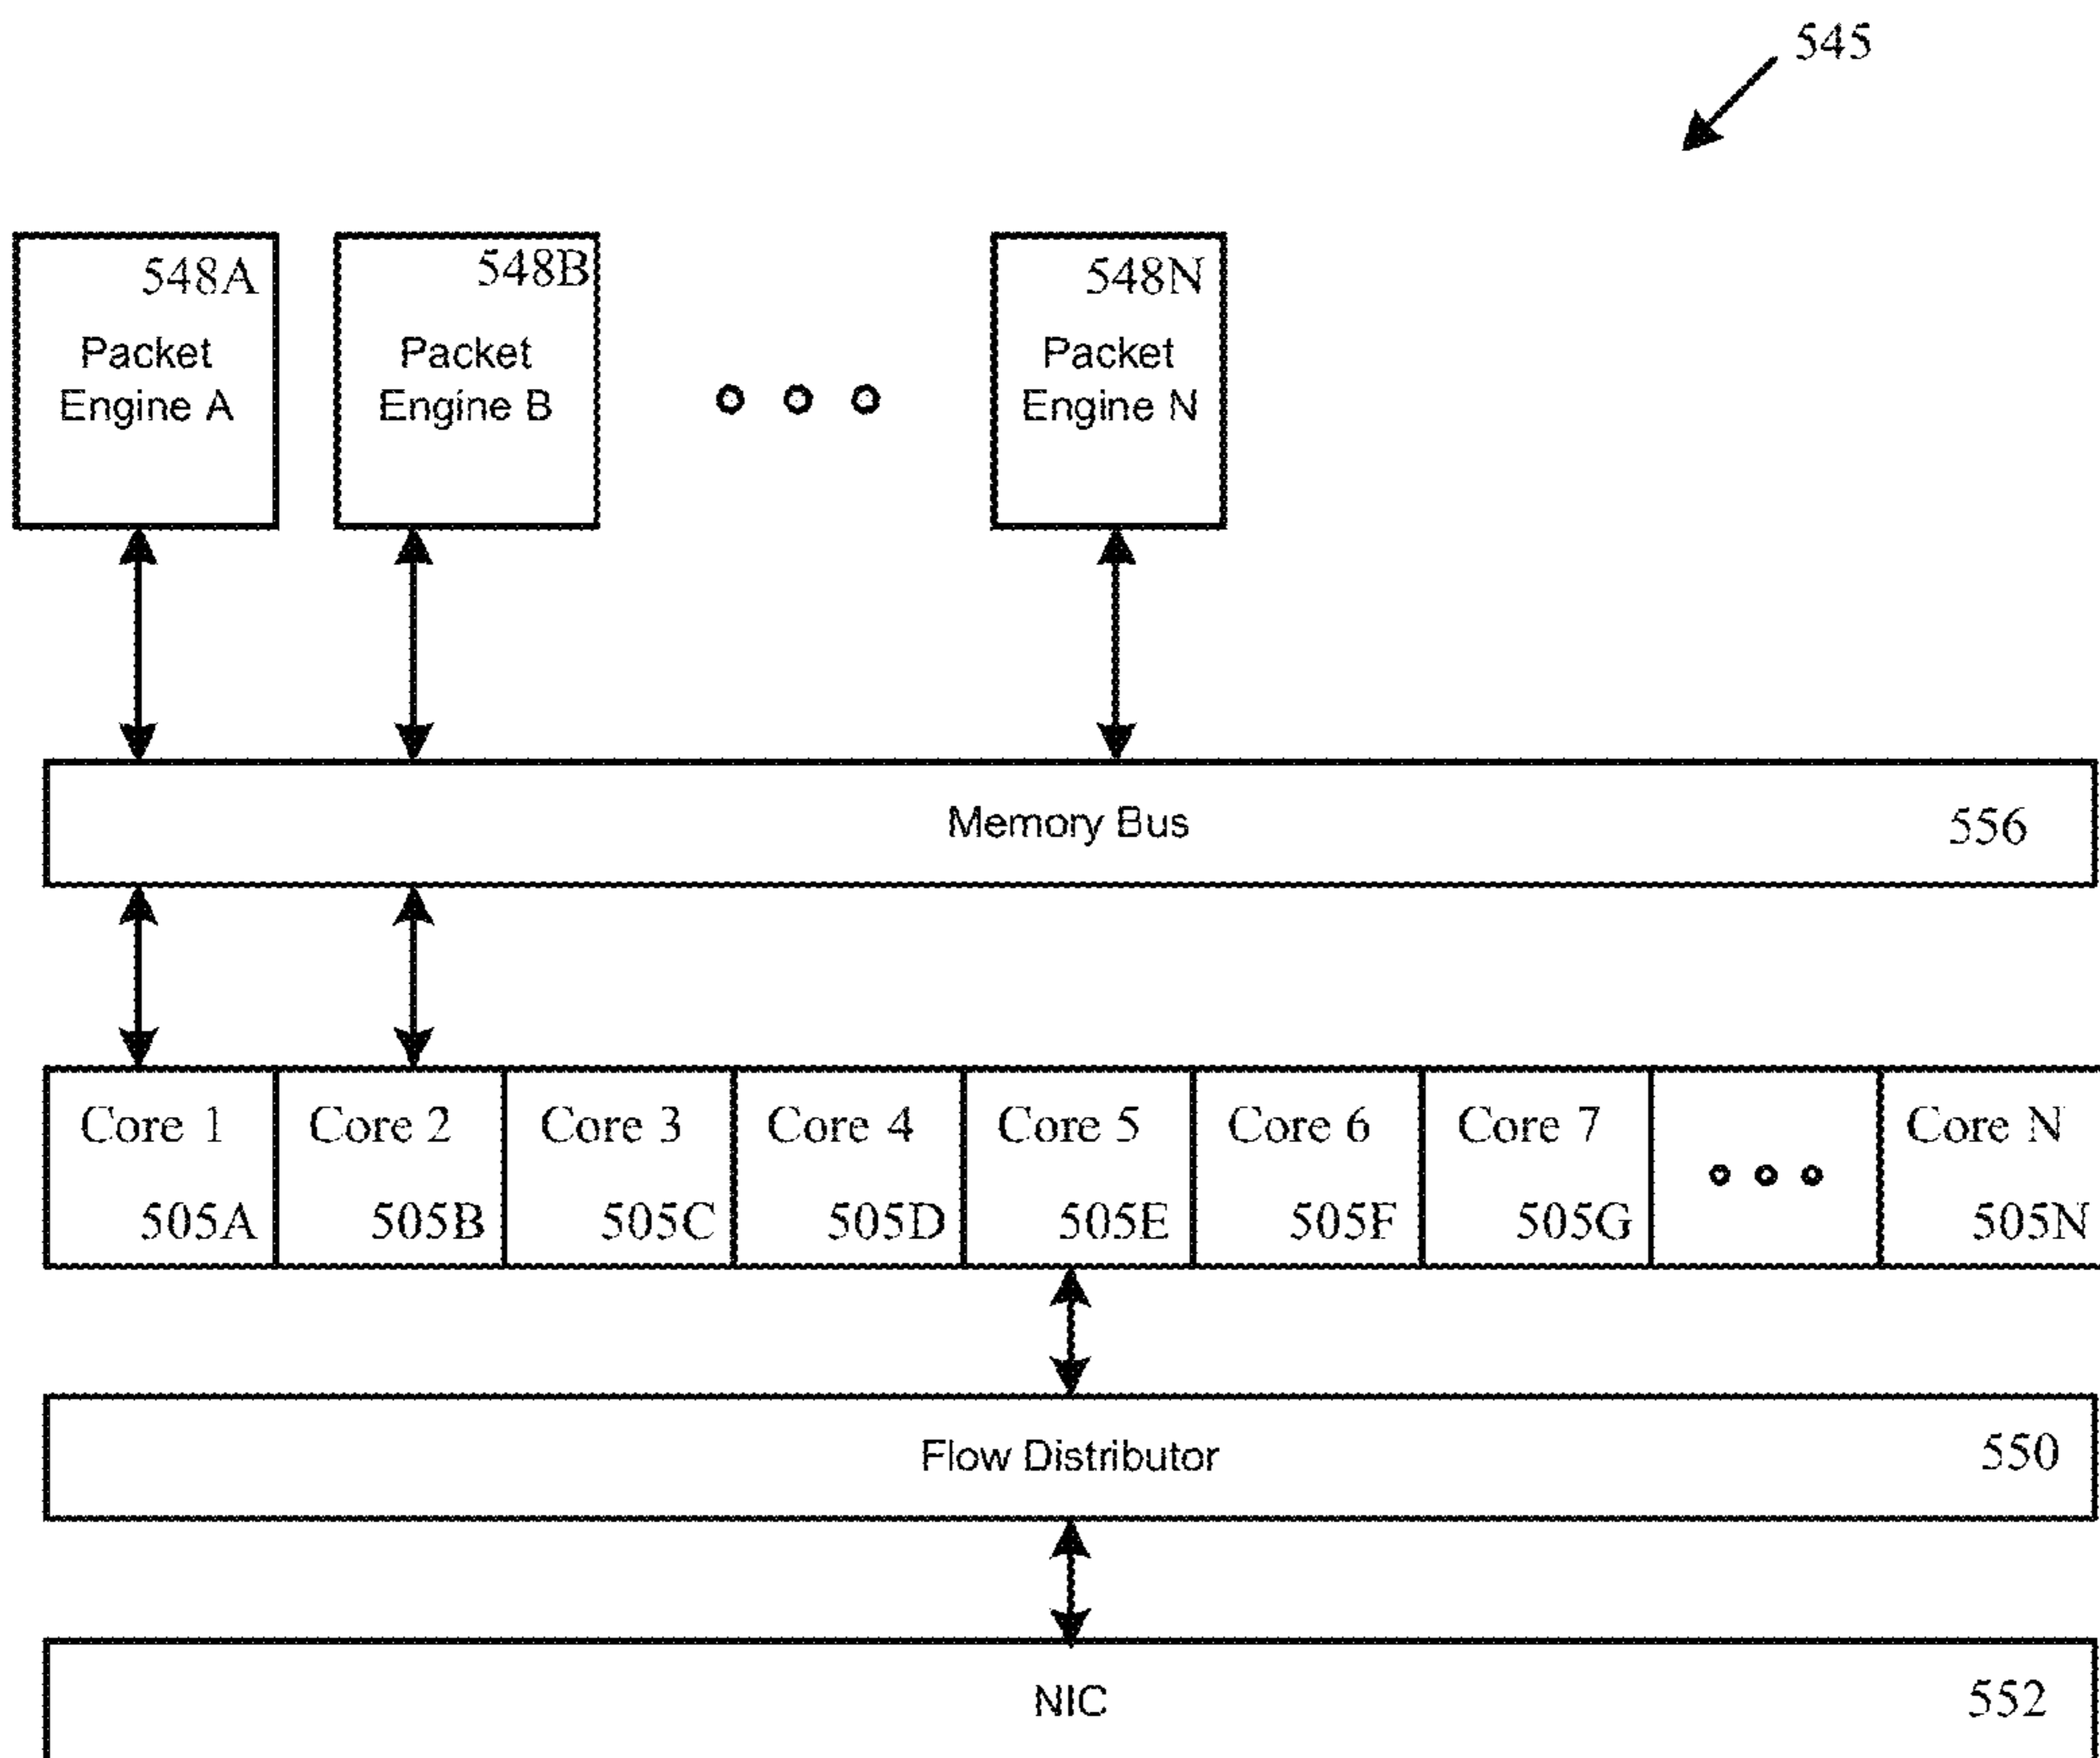 545
548A 548B 548N
Packet Packet Packet
Engine A Engine B Engine N
Memory Bus 556
Core 1 Core 2 Core 3 Core 4 Core 5 Core 6 Core 7 Core N
505A 505B 505C 505D 505E 505F 505G 505N
Flow Distributor 550
NIC 552